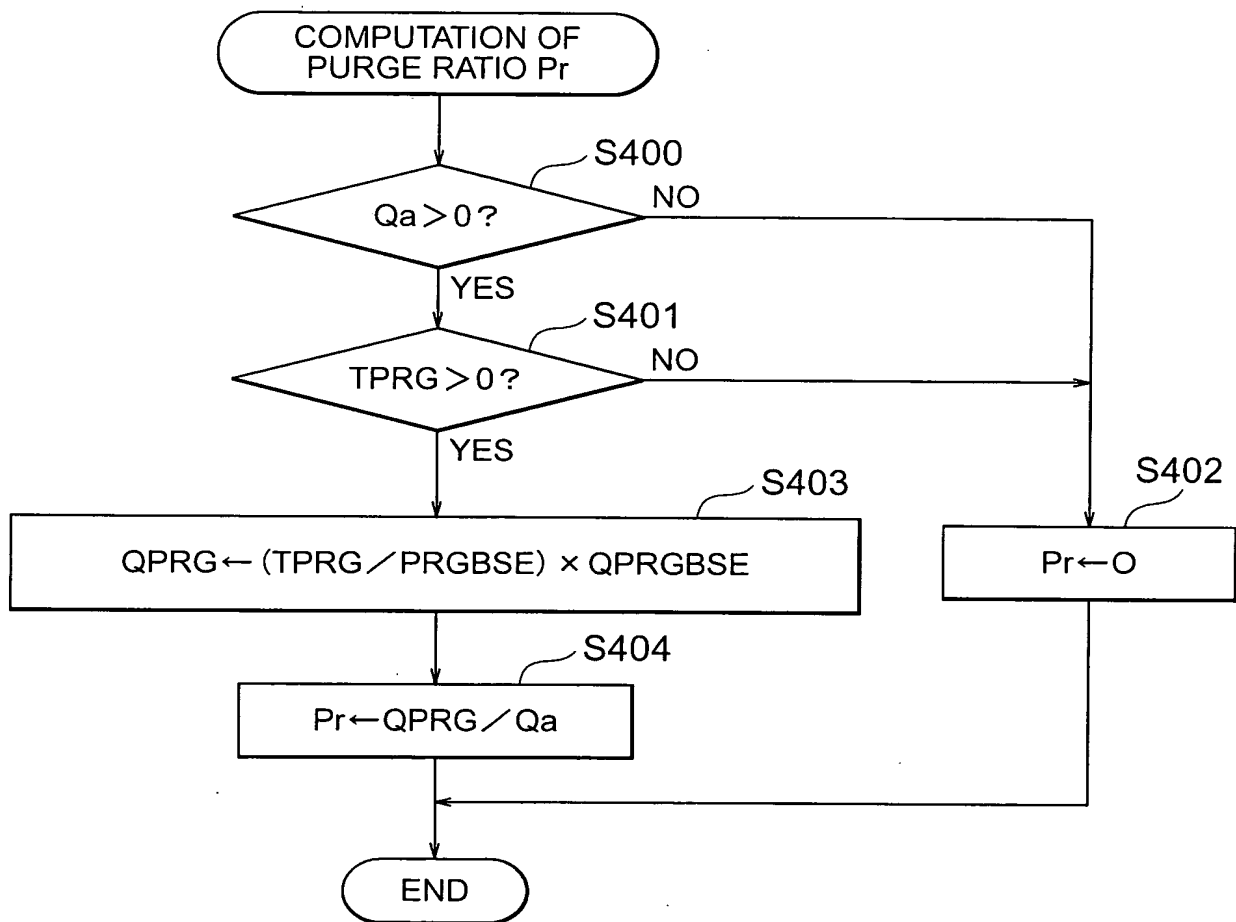 COMPUTATION OF
PURGE RATIO Pr
S400
Qa＞0？
NO
YES
S401
TPRG＞0？
NO
YES
S403
QPRG←(TPRG／PRGBSE)×QPRGBSE
S402
Pr←O
S404
Pr←QPRG／Qa
END